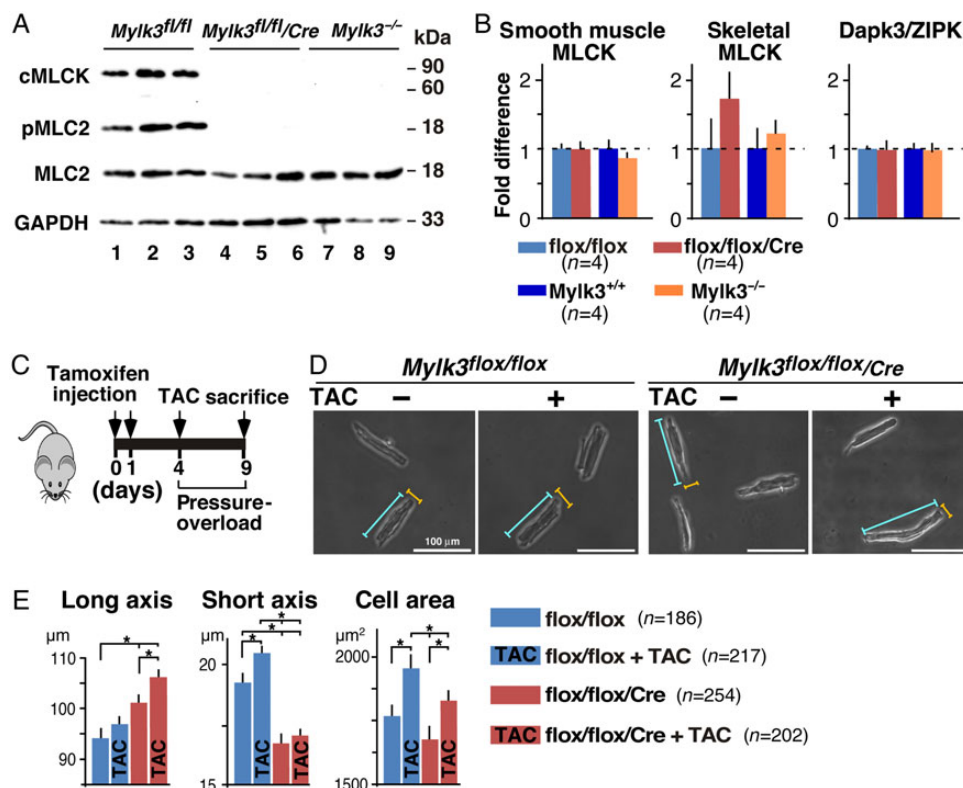 A
Mylk3fl/fl Mylk3fl/fl/Cre Mylk3–/–
kDa
cMLCK
90
60
pMLC2
18
MLC2
18
GAPDH
33
1 2 3 4 5 6 7 8 9
B
Smooth muscle MLCK
Skeletal MLCK
Dapk3/ZIPK
Fold difference
2
1
0
2
1
0
2
1
0
flox/flox (n=4)
flox/flox/Cre (n=4)
Mylk3+/+ (n=4)
Mylk3–/– (n=4)
C
Tamoxifen injection
TAC sacrifice
0 1 4 9
(days)
Pressure-overload
D
Mylk3flox/flox
Mylk3flox/flox/Cre
TAC – +
TAC – +
100 μm
E
Long axis
μm
110
100
90
TAC
TAC
*
*
Short axis
μm
20
15
TAC
TAC
*
*
*
Cell area
μm2
2000
1500
TAC
TAC
*
*
*
flox/flox (n=186)
TAC flox/flox + TAC (n=217)
flox/flox/Cre (n=254)
TAC flox/flox/Cre + TAC (n=202)